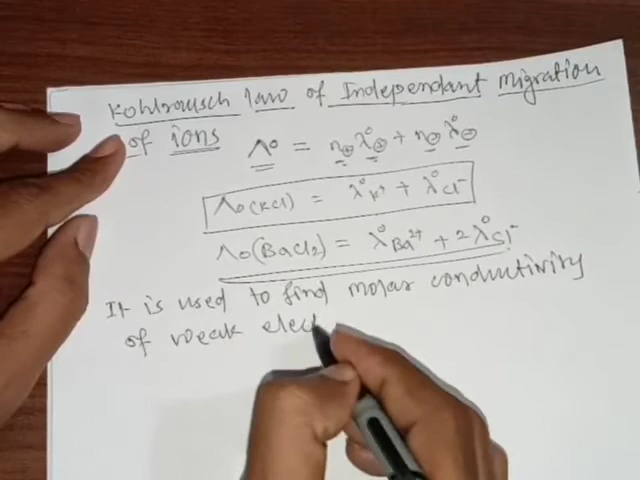 Kohlrausch law of Independant migration
of ions
Λ° = n⊕λ°⊕ + n⊖λ°⊖
Λ₀(KCl) = λ°K⁺ + λ°Cl⁻
Λ₀(BaCl₂) = λ°Ba²⁺ + 2λ°Cl⁻
It is used to find molar conductivity
of weak elect